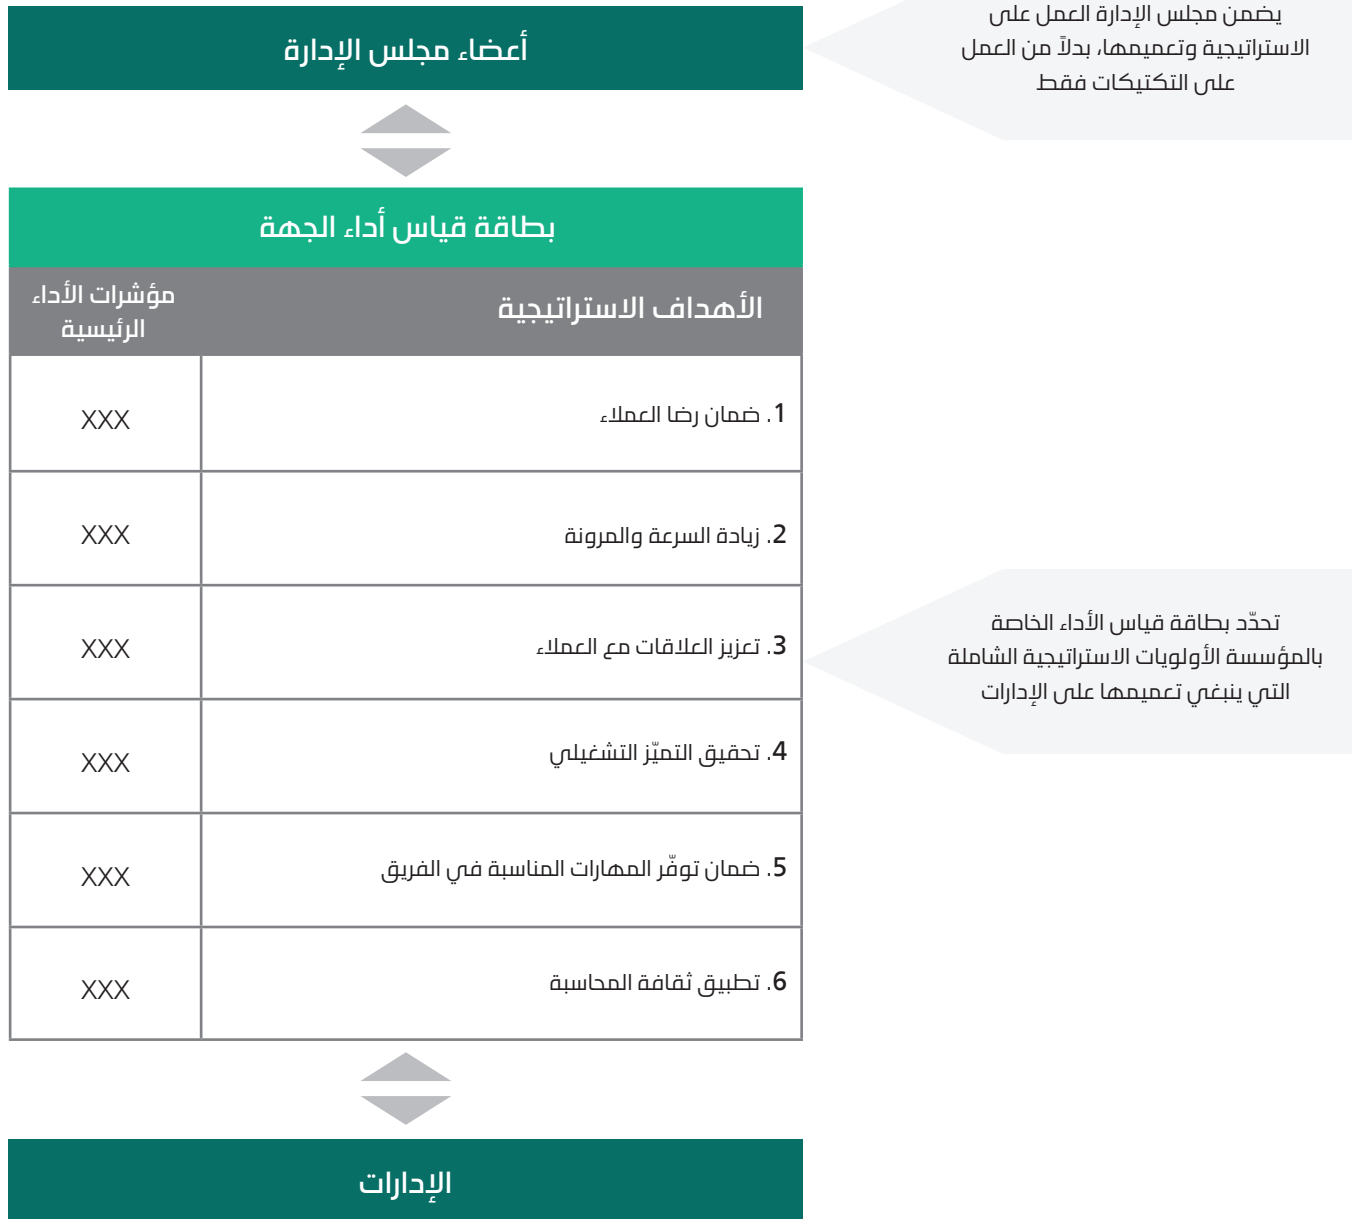 يضمن مجلس الإدارة العمل على
الاستراتيجية وتعميمها، بدلاً من العمل
على التكتيكات فقط
أعضاء مجلس الإدارة
بطاقة قياس أداء الجهة
الأهداف الاستراتيجية
مؤشرات الأداء
الرئيسية
1. ضمان رضا العملاء
XXX
2. زيادة السرعة والمرونة
XXX
3. تعزيز العلاقات مع العملاء
XXX
4. تحقيق التميّز التشغيلي
XXX
5. ضمان توفّر المهارات المناسبة في الفريق
XXX
6. تطبيق ثقافة المحاسبة
XXX
تحدّد بطاقة قياس الأداء الخاصة
بالمؤسسة الأولويات الاستراتيجية الشاملة
التي ينبغي تعميمها على الإدارات
الإدارات